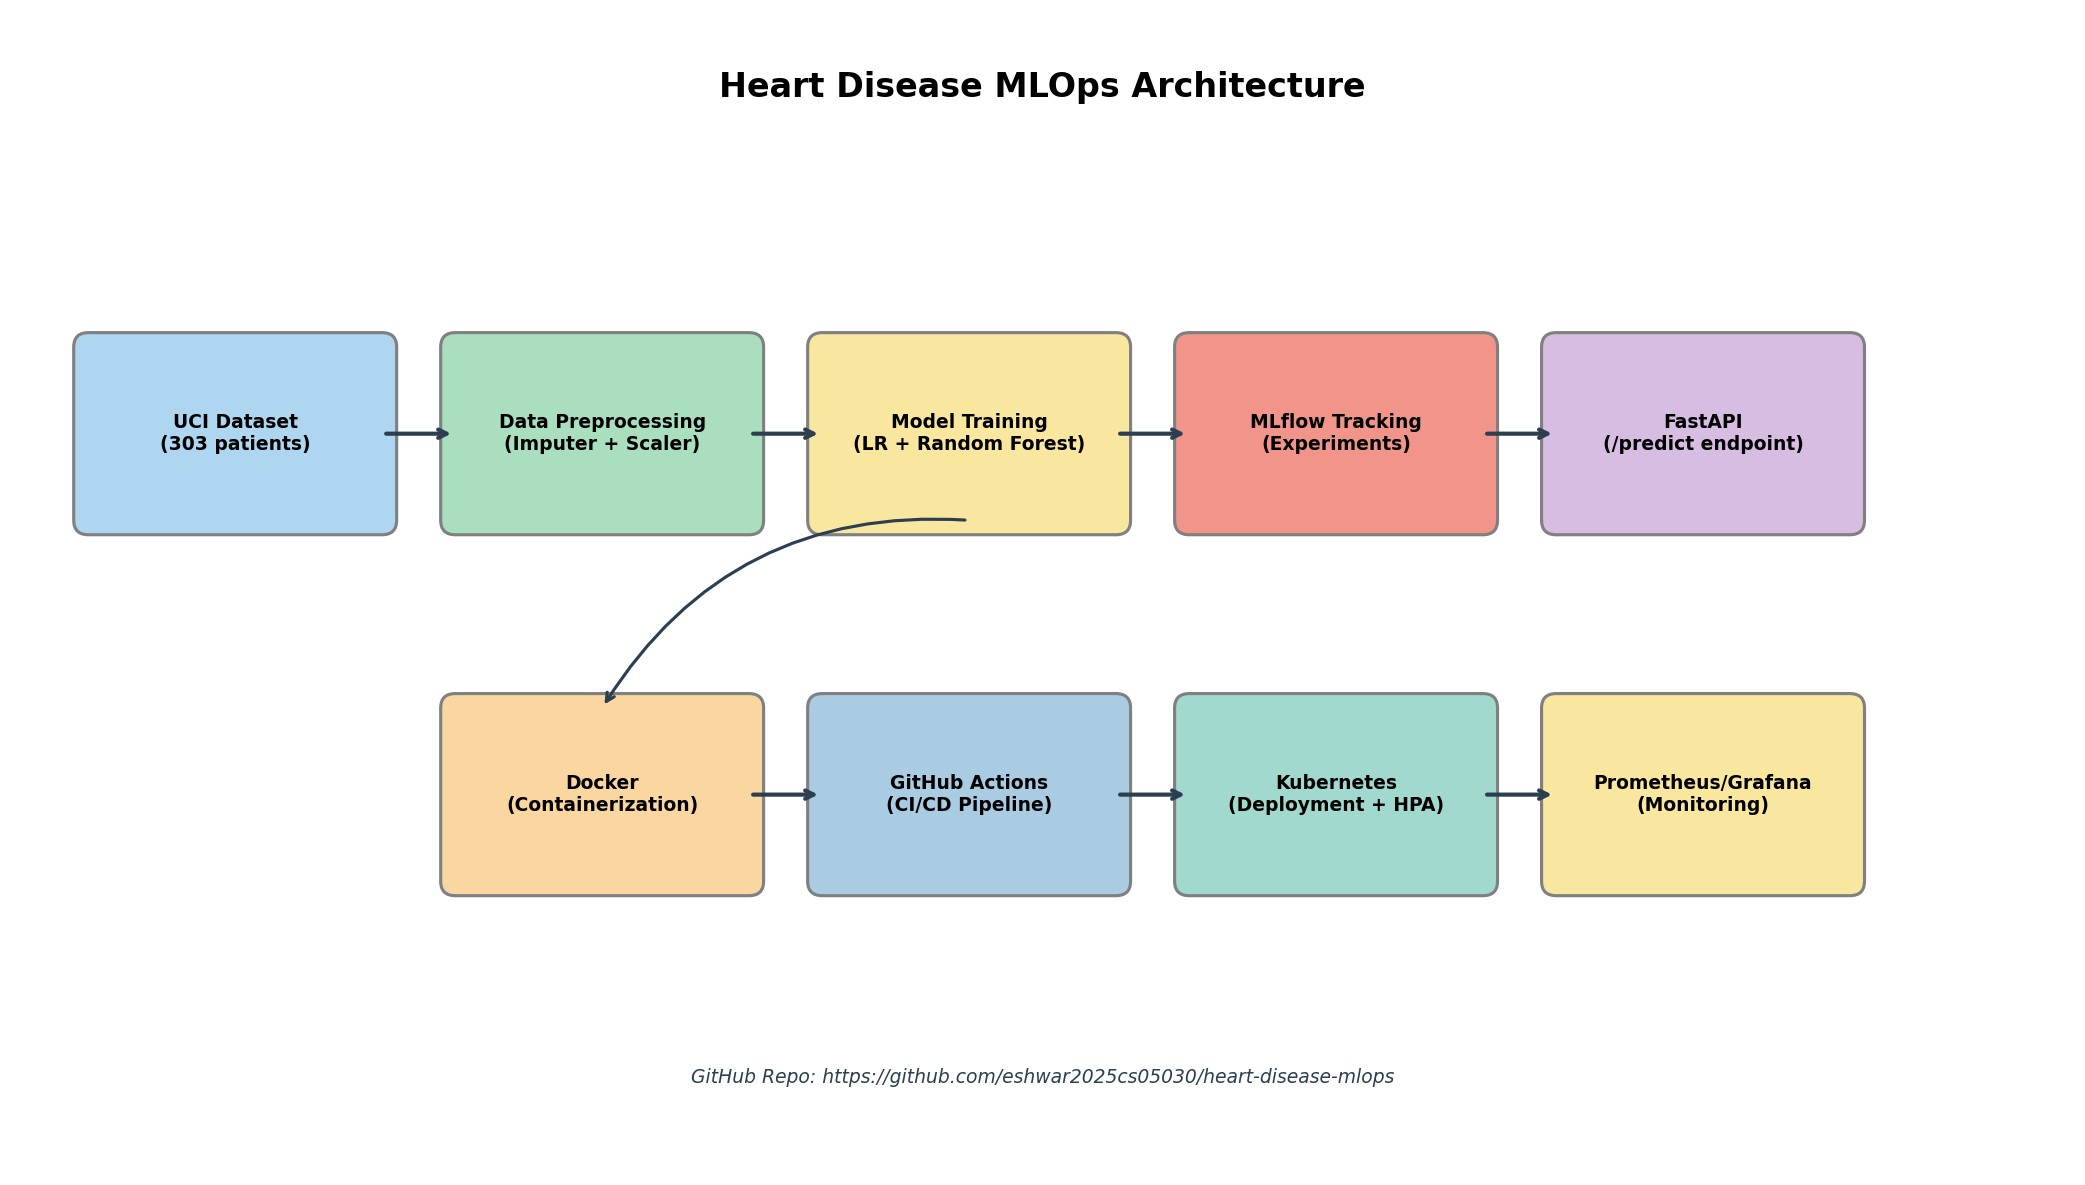 Heart Disease MLOps Architecture
UCI Dataset
(303 patients)
Data Preprocessing
(Imputer + Scaler)
Model Training
(LR + Random Forest)
MLflow Tracking
(Experiments)
FastAPI
(/predict endpoint)
Docker
(Containerization)
GitHub Actions
(CI/CD Pipeline)
Kubernetes
(Deployment + HPA)
Prometheus/Grafana
(Monitoring)
GitHub Repo: https://github.com/eshwar2025cs05030/heart-disease-mlops